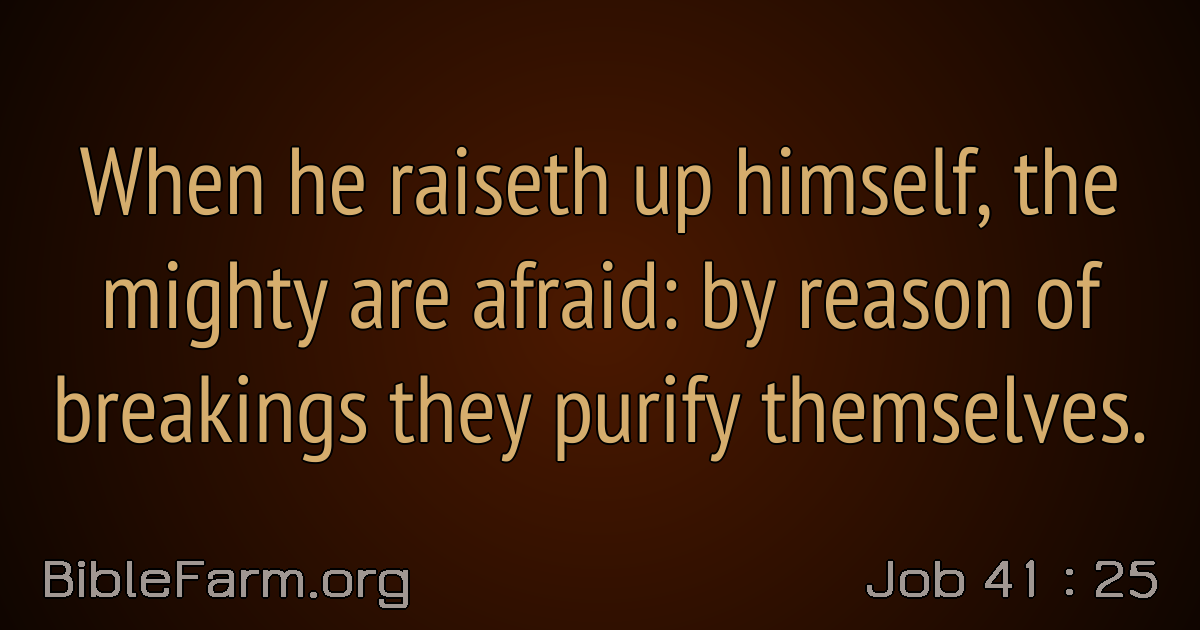 When he raiseth up himself, the
mighty are afraid: by reason of
breakings they purify themselves.
BibleFarm.org
Job 41 : 25